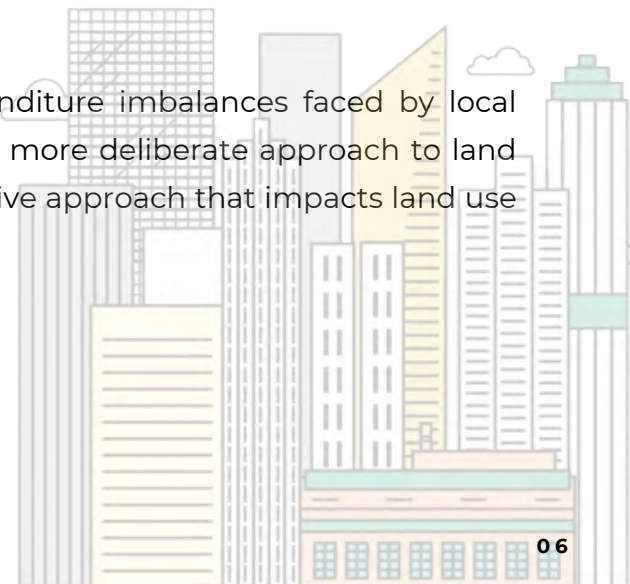 nditure imbalances faced by local
more deliberate approach to land
ive approach that impacts land use
06